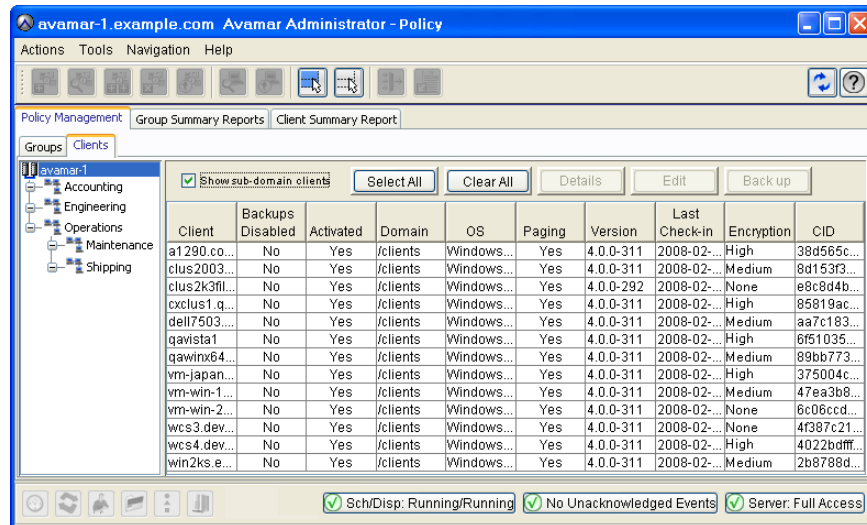 avamar-1.example.com Avamar Administrator - Policy
Actions Tools Navigation Help
Policy Management Group Summary Reports Client Summary Report
Groups Clients
avamar-1
Accounting
Engineering
Operations
Maintenance
Shipping
Show sub-domain clients Select All Clear All Details Edit Back up
Client Backups Disabled Activated Domain OS Paging Version Last Check-in Encryption CID
a1290.co... No Yes /clients Windows... Yes 4.0.0-311 2008-02-... High 38d565c...
clus2003... No Yes /clients Windows... Yes 4.0.0-311 2008-02-... Medium 8d153f3...
clus2k3fil... No Yes /clients Windows... Yes 4.0.0-292 2008-02-... None e8c8d4b...
cxclus1.q... No Yes /clients Windows... Yes 4.0.0-311 2008-02-... High 85819ac...
dell7503.... No Yes /clients Windows... Yes 4.0.0-311 2008-02-... Medium aa7c183...
qavista1 No Yes /clients Windows... Yes 4.0.0-311 2008-02-... High 6f51035...
qawinx64... No Yes /clients Windows... Yes 4.0.0-311 2008-02-... Medium 89bb773...
vm-japan... No Yes /clients Windows... Yes 4.0.0-311 2008-02-... High 375004c...
vm-win-1... No Yes /clients Windows... Yes 4.0.0-311 2008-02-... Medium 47ea3b8...
vm-win-2... No Yes /clients Windows... Yes 4.0.0-311 2008-02-... None 6c06ccd...
wcs3.dev... No Yes /clients Windows... Yes 4.0.0-311 2008-02-... None 4f387c21...
wcs4.dev... No Yes /clients Windows... Yes 4.0.0-311 2008-02-... High 4022bdfff...
win2ks.e... No Yes /clients Windows... Yes 4.0.0-311 2008-02-... Medium 2b8788d...
Sch/Disp: Running/Running No Unacknowledged Events Server: Full Access